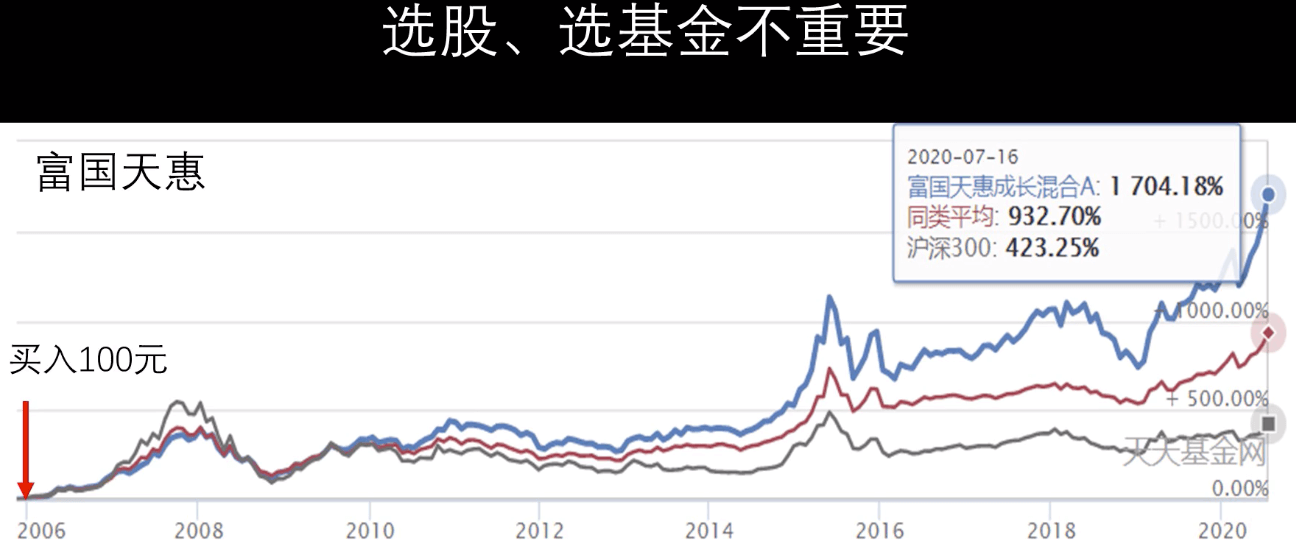 选股、选基金不重要
富国天惠
2020-07-16
富国天惠成长混合A: 1 704.18%
同类平均: 932.70%
沪深300: 423.25%
+ 1500.00%
+ 1000.00%
买入100元
+ 500.00%
天天基金网
0.00%
2006 2008 2010 2012 2014 2016 2018 2020